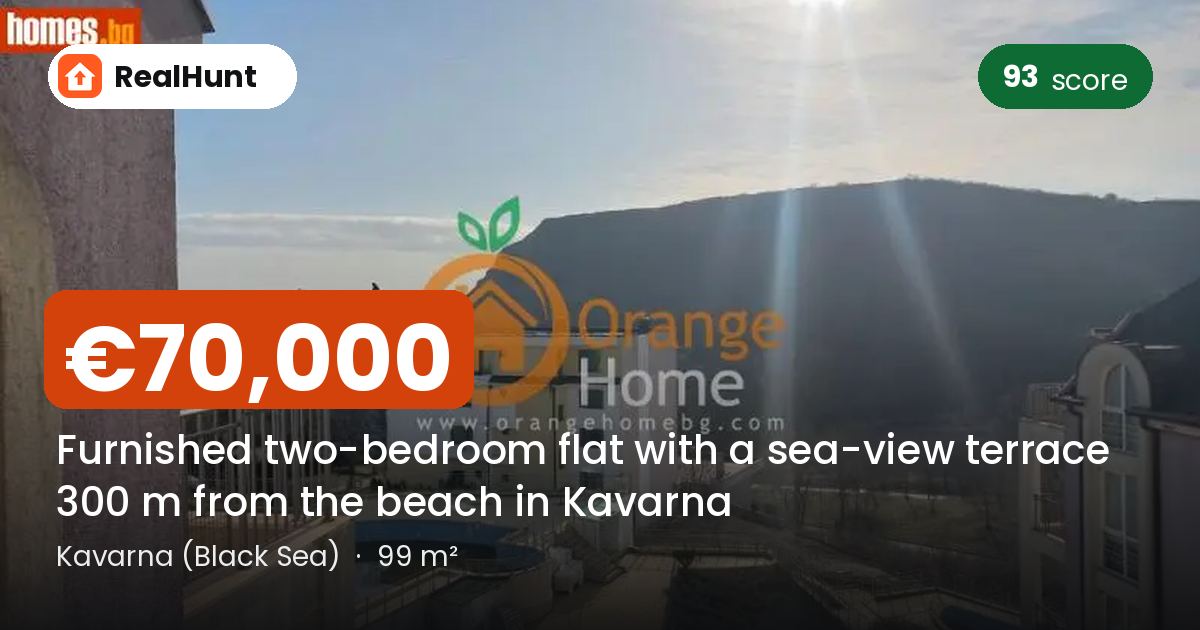 homes.bg
RealHunt
93 score
Orange
Home
www.orangehomebg.com
€70,000
Furnished two-bedroom flat with a sea-view terrace
300 m from the beach in Kavarna
Kavarna (Black Sea) · 99 m²